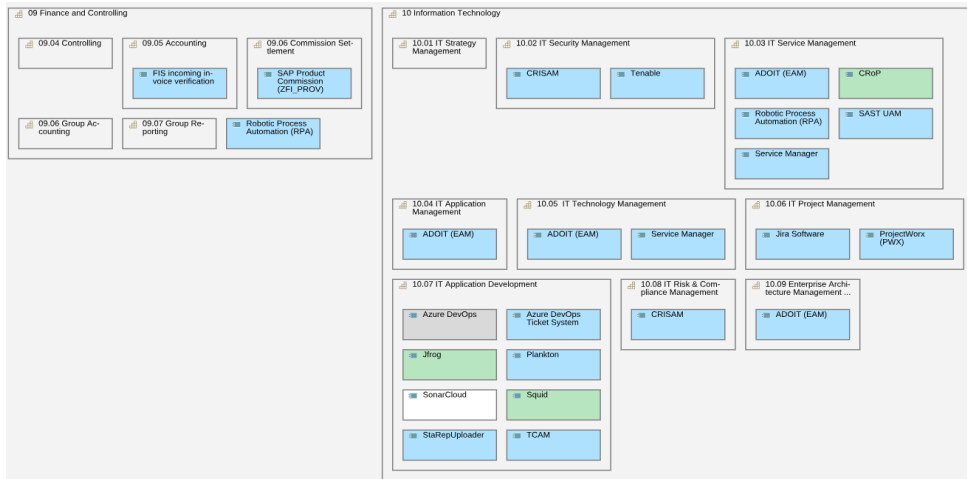 09 Finance and Controlling
09.04 Controlling
09.05 Accounting
FIS incoming in-
voice verification
09.06 Commission Set-
tlement
SAP Product
Commission
(ZFI_PROV)
09.06 Group Ac-
counting
09.07 Group Re-
porting
Robotic Process
Automation (RPA)
10 Information Technology
10.01 IT Strategy
Management
10.02 IT Security Management
CRISAM
Tenable
10.03 IT Service Management
ADOIT (EAM)
CRoP
Robotic Process
Automation (RPA)
SAST UAM
Service Manager
10.04 IT Application
Management
ADOIT (EAM)
10.05 IT Technology Management
ADOIT (EAM)
Service Manager
10.06 IT Project Management
Jira Software
ProjectWorx
(PWX)
10.07 IT Application Development
Azure DevOps
Azure DevOps
Ticket System
Jfrog
Plankton
SonarCloud
Squid
StaRepUploader
TCAM
10.08 IT Risk & Com-
pliance Management
CRISAM
10.09 Enterprise Archi-
tecture Management ...
ADOIT (EAM)